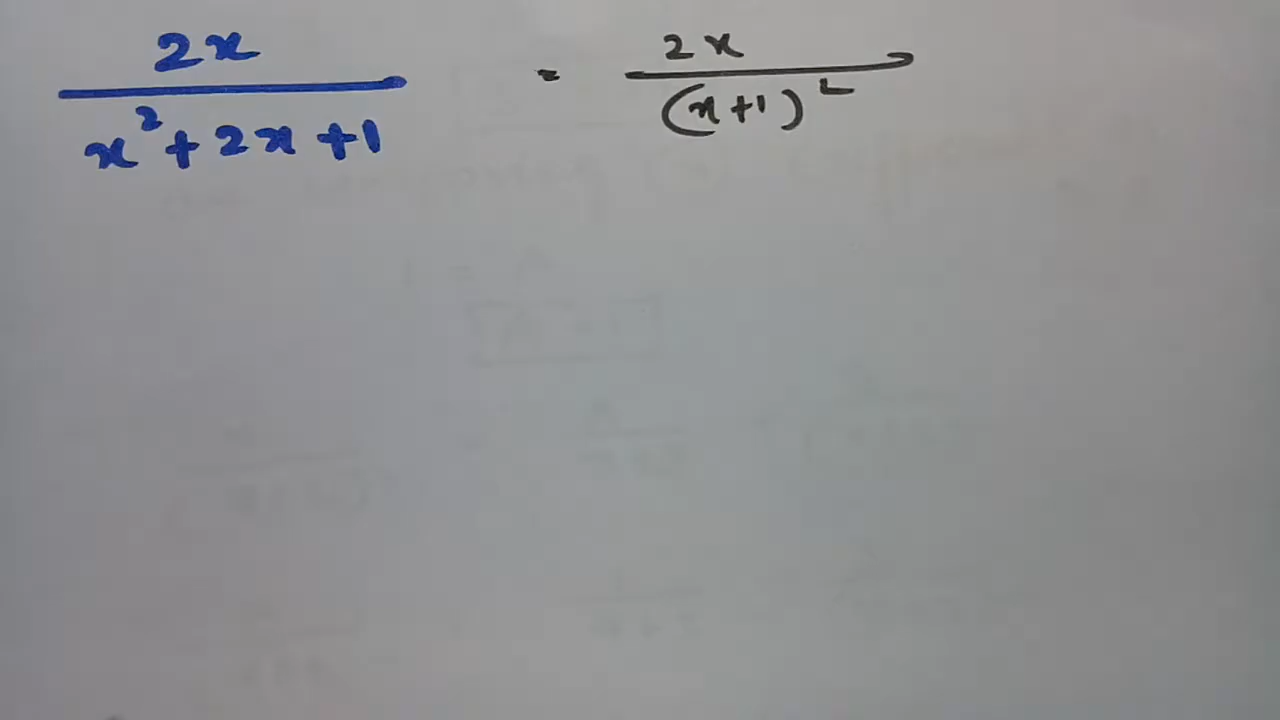 2x / (x² + 2x + 1) = 2x / (x+1)²